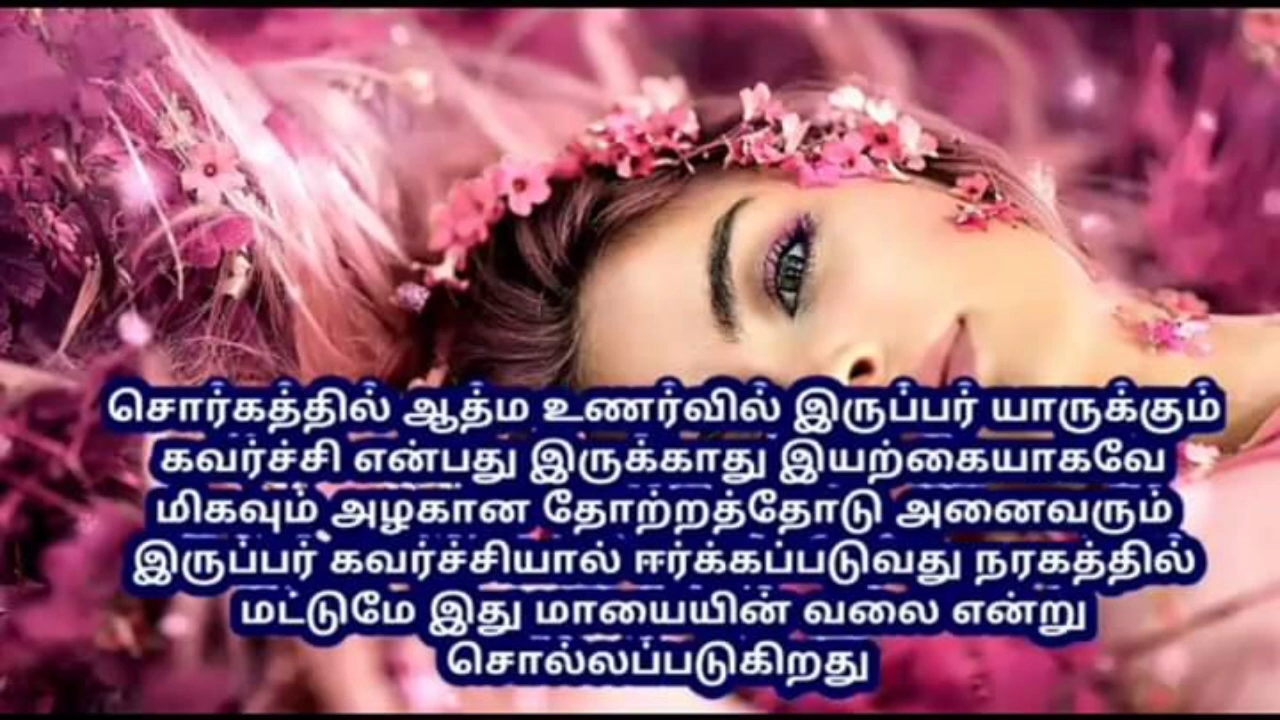 சொர்கத்தில் ஆத்ம உணர்வில் இருப்பர் யாருக்கும்
கவர்ச்சி என்பது இருக்காது இயற்கையாகவே
மிகவும் அழகான தோற்றத்தோடு அனைவரும்
இருப்பர் கவர்ச்சியால் ஈர்க்கப்படுவது நரகத்தில்
மட்டுமே இது மாயையின் வலை என்று
சொல்லப்படுகிறது